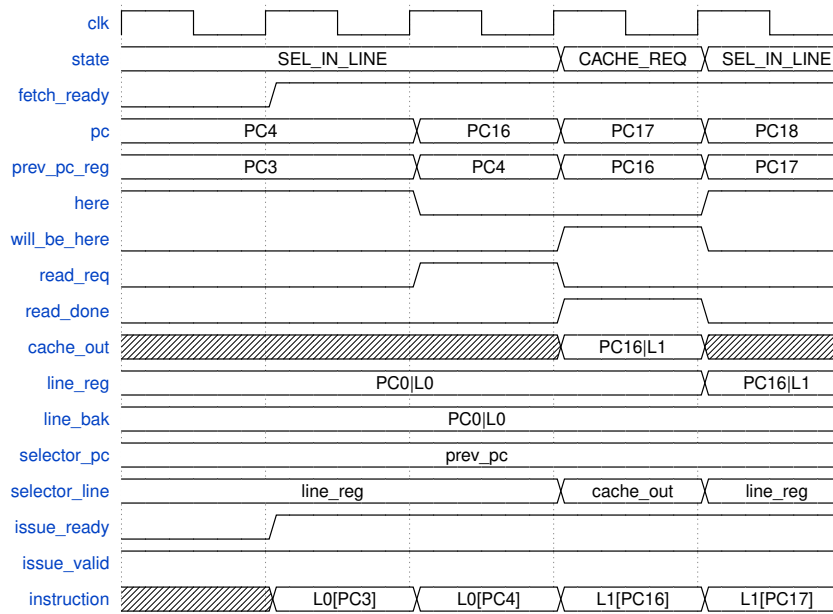 clk
state SEL_IN_LINE CACHE_REQ SEL_IN_LINE
fetch_ready
pc PC4 PC16 PC17 PC18
prev_pc_reg PC3 PC4 PC16 PC17
here
will_be_here
read_req
read_done
cache_out PC16|L1
line_reg PC0|L0 PC16|L1
line_bak PC0|L0
selector_pc prev_pc
selector_line line_reg cache_out line_reg
issue_ready
issue_valid
instruction L0[PC3] L0[PC4] L1[PC16] L1[PC17]